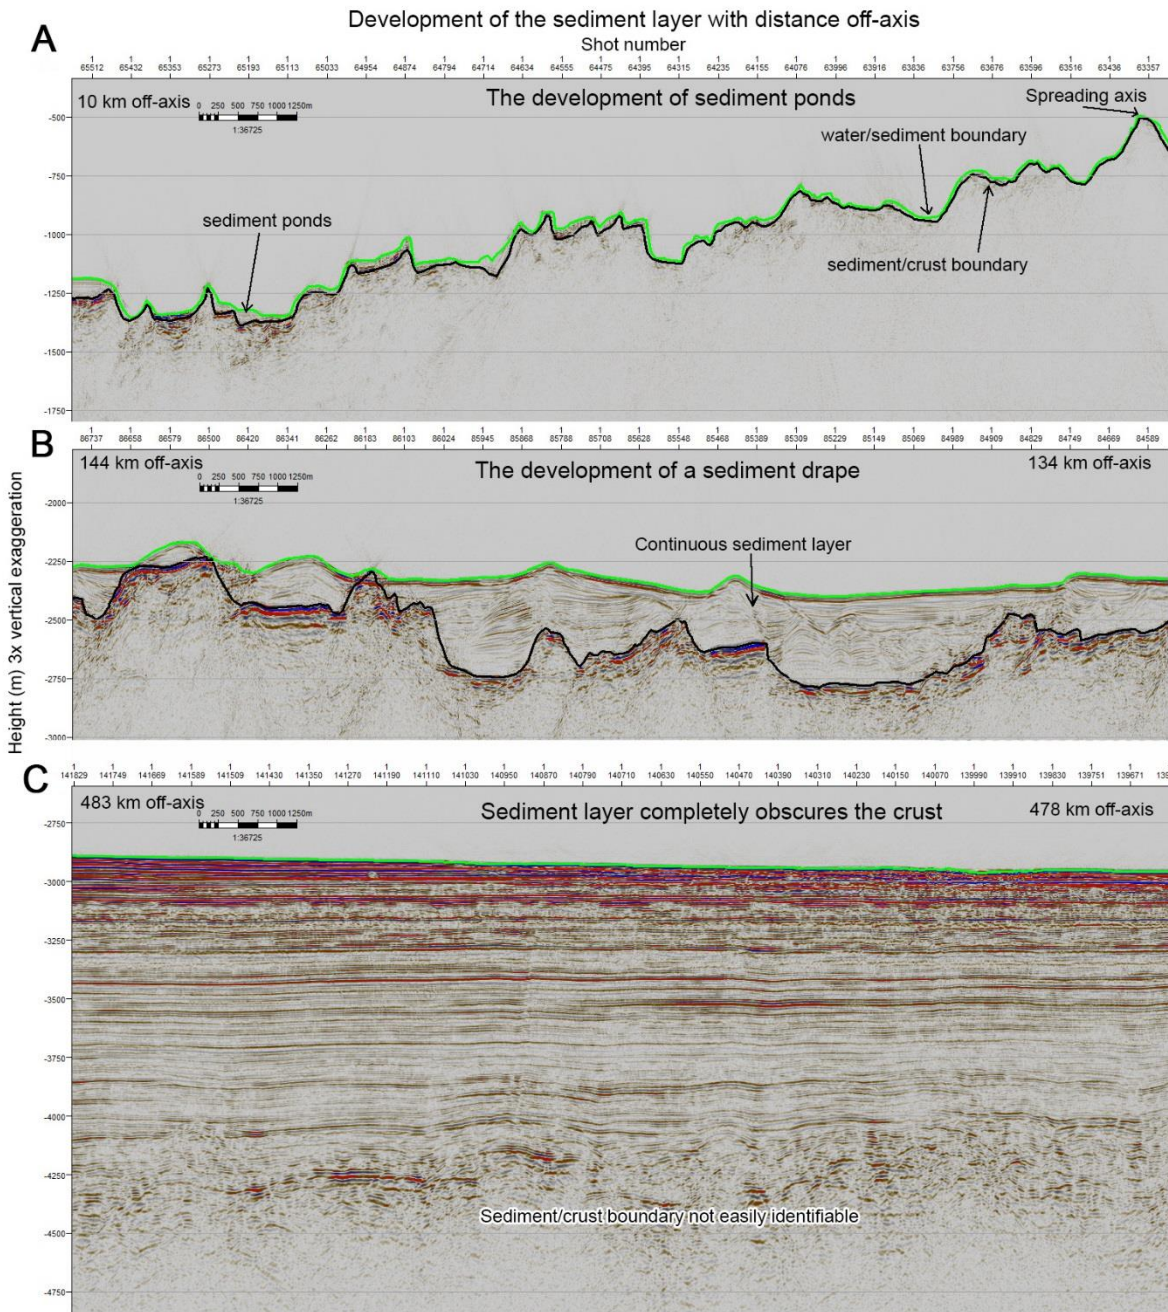 Development of the sediment layer with distance off-axis
A
Shot number
65512 65432 65353 65273 65193 65113 65033 64954 64874 64794 64714 64634 64555 64475 64395 64315 64235 64155 64076 63996 63916 63836 63756 63676 63596 63516 63436 63357
10 km off-axis
0 250 500 750 1000 1250m
1:36725
The development of sediment ponds
Spreading axis
water/sediment boundary
sediment ponds
sediment/crust boundary
-500
-750
-1000
-1250
-1500
-1750
86737 86658 86579 86500 86420 86341 86262 86183 86103 86024 85945 85868 85788 85708 85628 85548 85468 85389 85309 85229 85149 85069 84989 84909 84829 84749 84669 84589
B
144 km off-axis
0 250 500 750 1000 1250m
1:36725
The development of a sediment drape
134 km off-axis
Continuous sediment layer
-2000
-2250
-2500
-2750
-3000
Height (m) 3x vertical exaggeration
C
141829 141749 141669 141589 141509 141430 141350 141270 141190 141110 141030 140950 140870 140790 140710 140630 140550 140470 140390 140310 140230 140150 140070 139990 139910 139830 139751 139671
483 km off-axis
0 250 500 750 1000 1250m
1:36725
Sediment layer completely obscures the crust
478 km off-axis
-2750
-3000
-3250
-3500
-3750
-4000
-4250
-4500
-4750
Sediment/crust boundary not easily identifiable